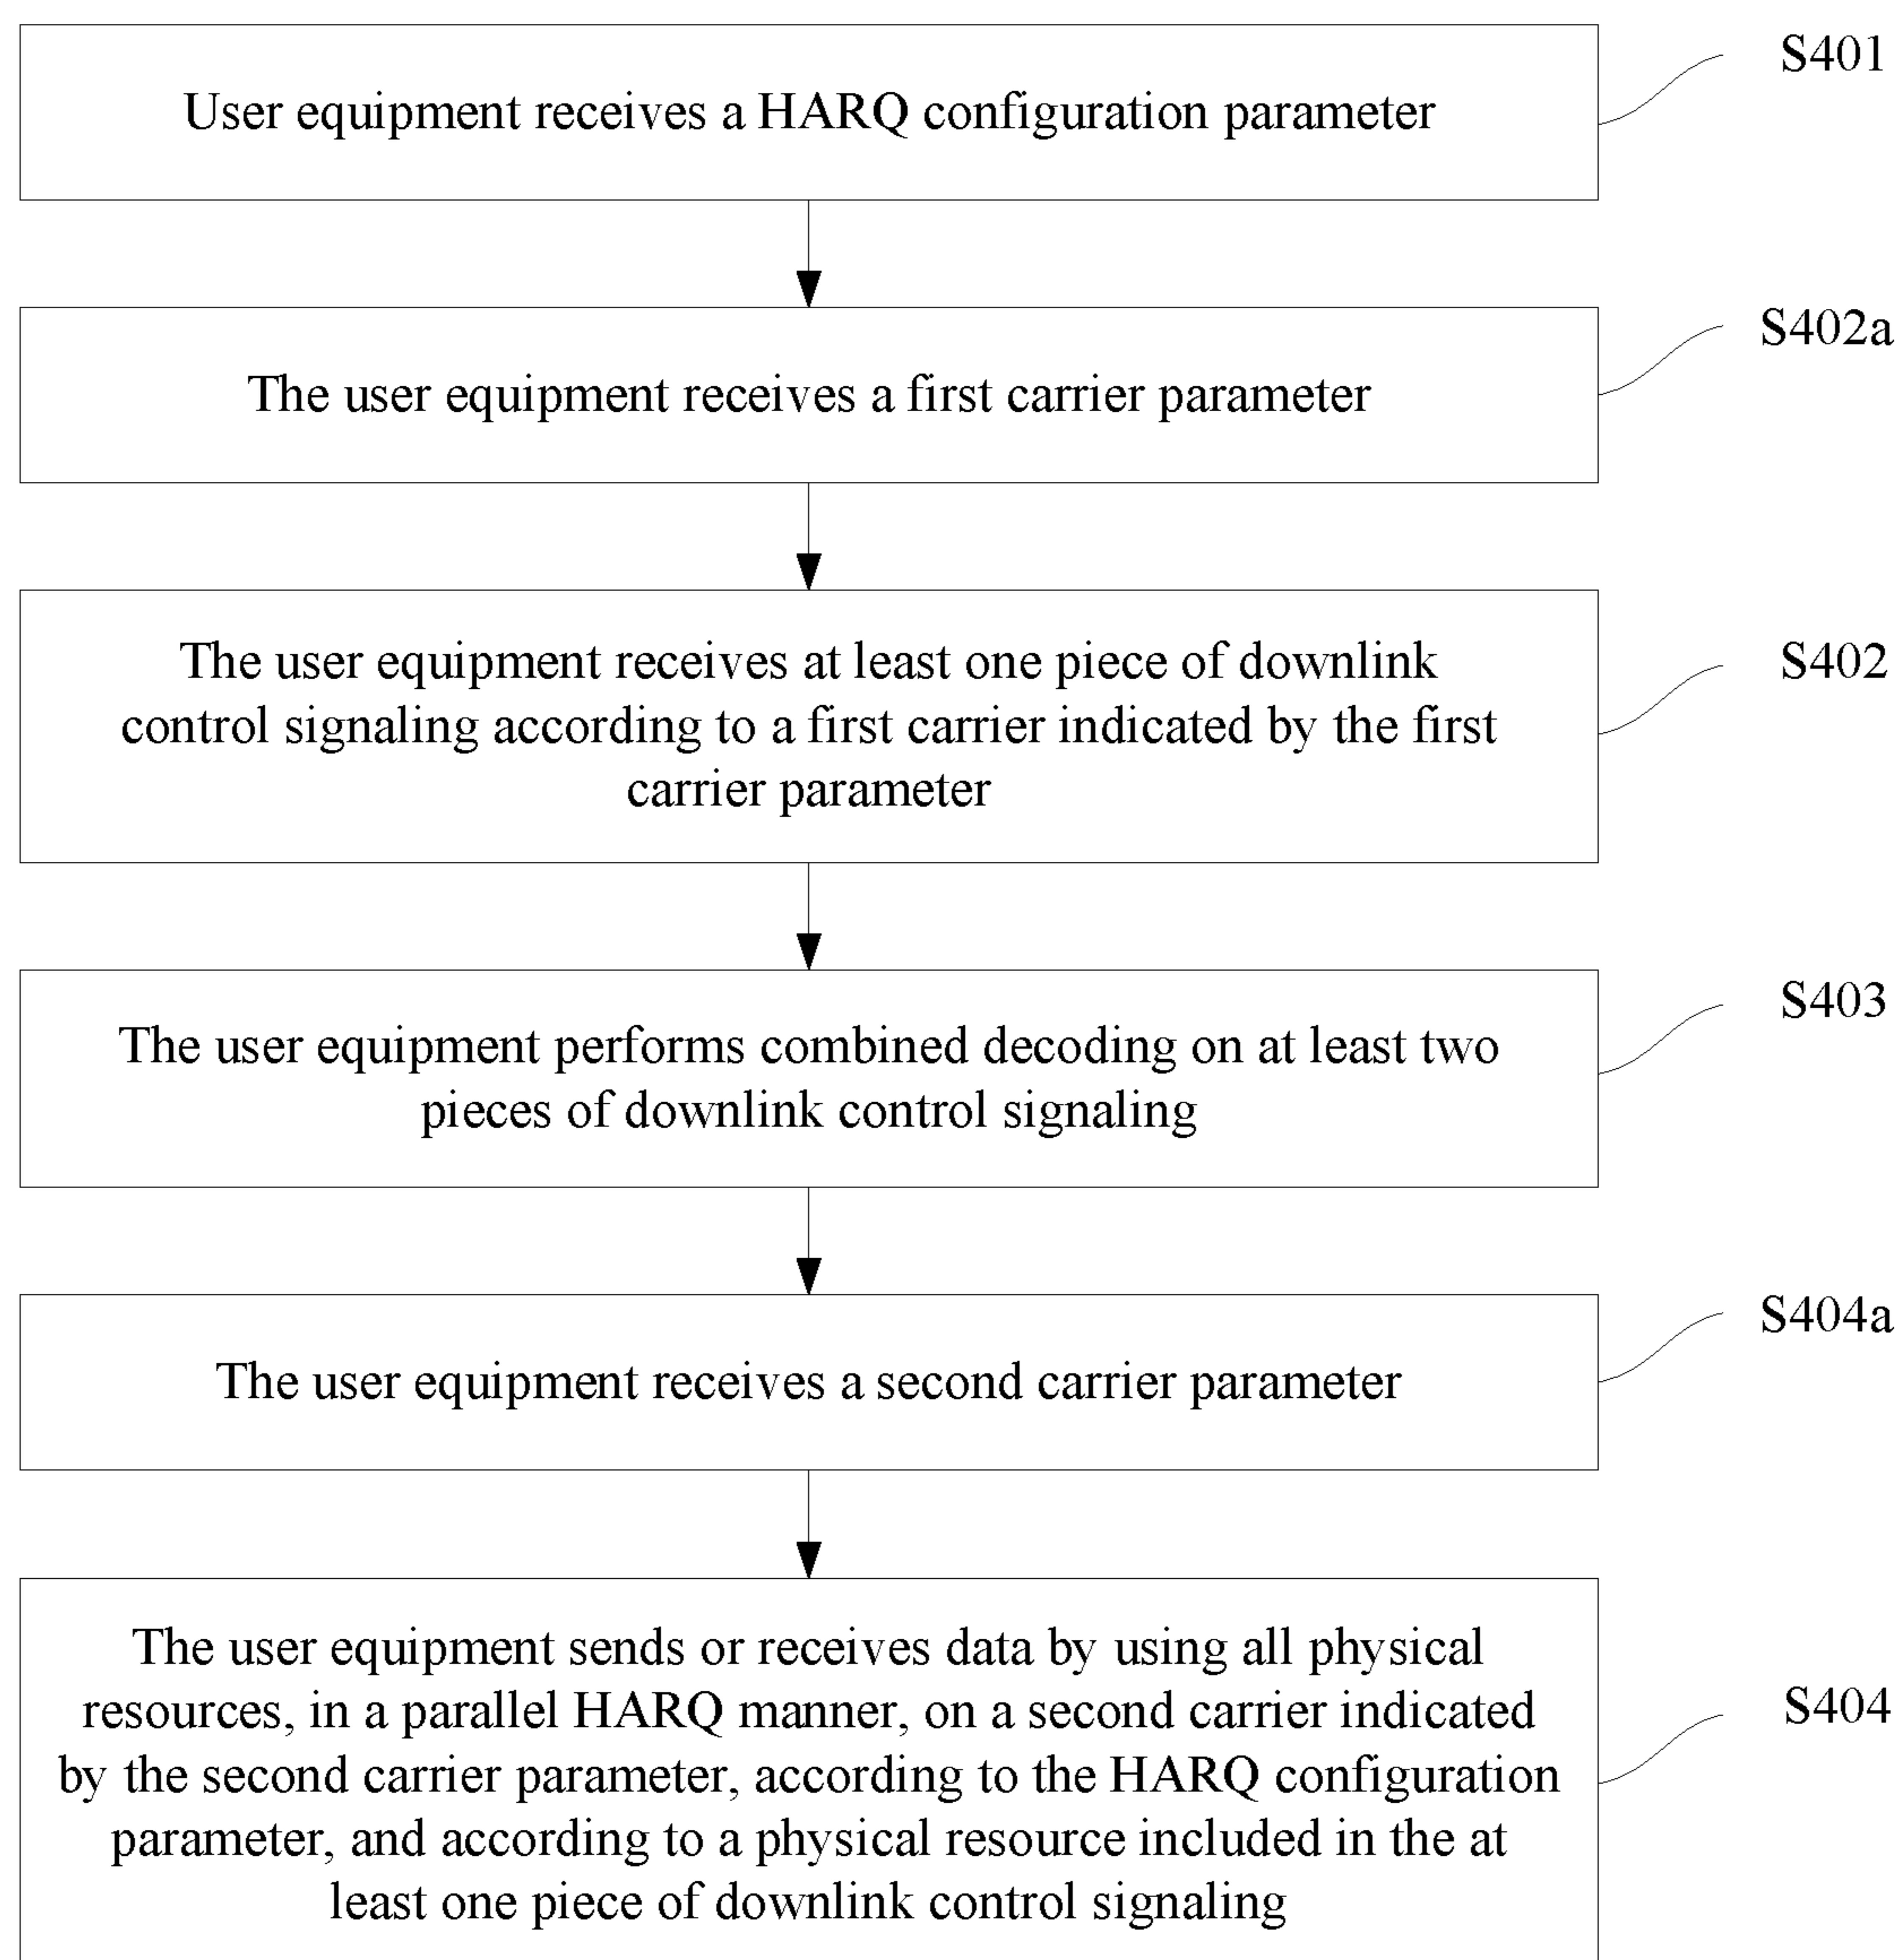 User equipment receives a HARQ configuration parameter
S401
The user equipment receives a first carrier parameter
S402a
The user equipment receives at least one piece of downlink
control signaling according to a first carrier indicated by the first
carrier parameter
S402
The user equipment performs combined decoding on at least two
pieces of downlink control signaling
S403
The user equipment receives a second carrier parameter
S404a
The user equipment sends or receives data by using all physical
resources, in a parallel HARQ manner, on a second carrier indicated
by the second carrier parameter, according to the HARQ configuration
parameter, and according to a physical resource included in the at
least one piece of downlink control signaling
S404